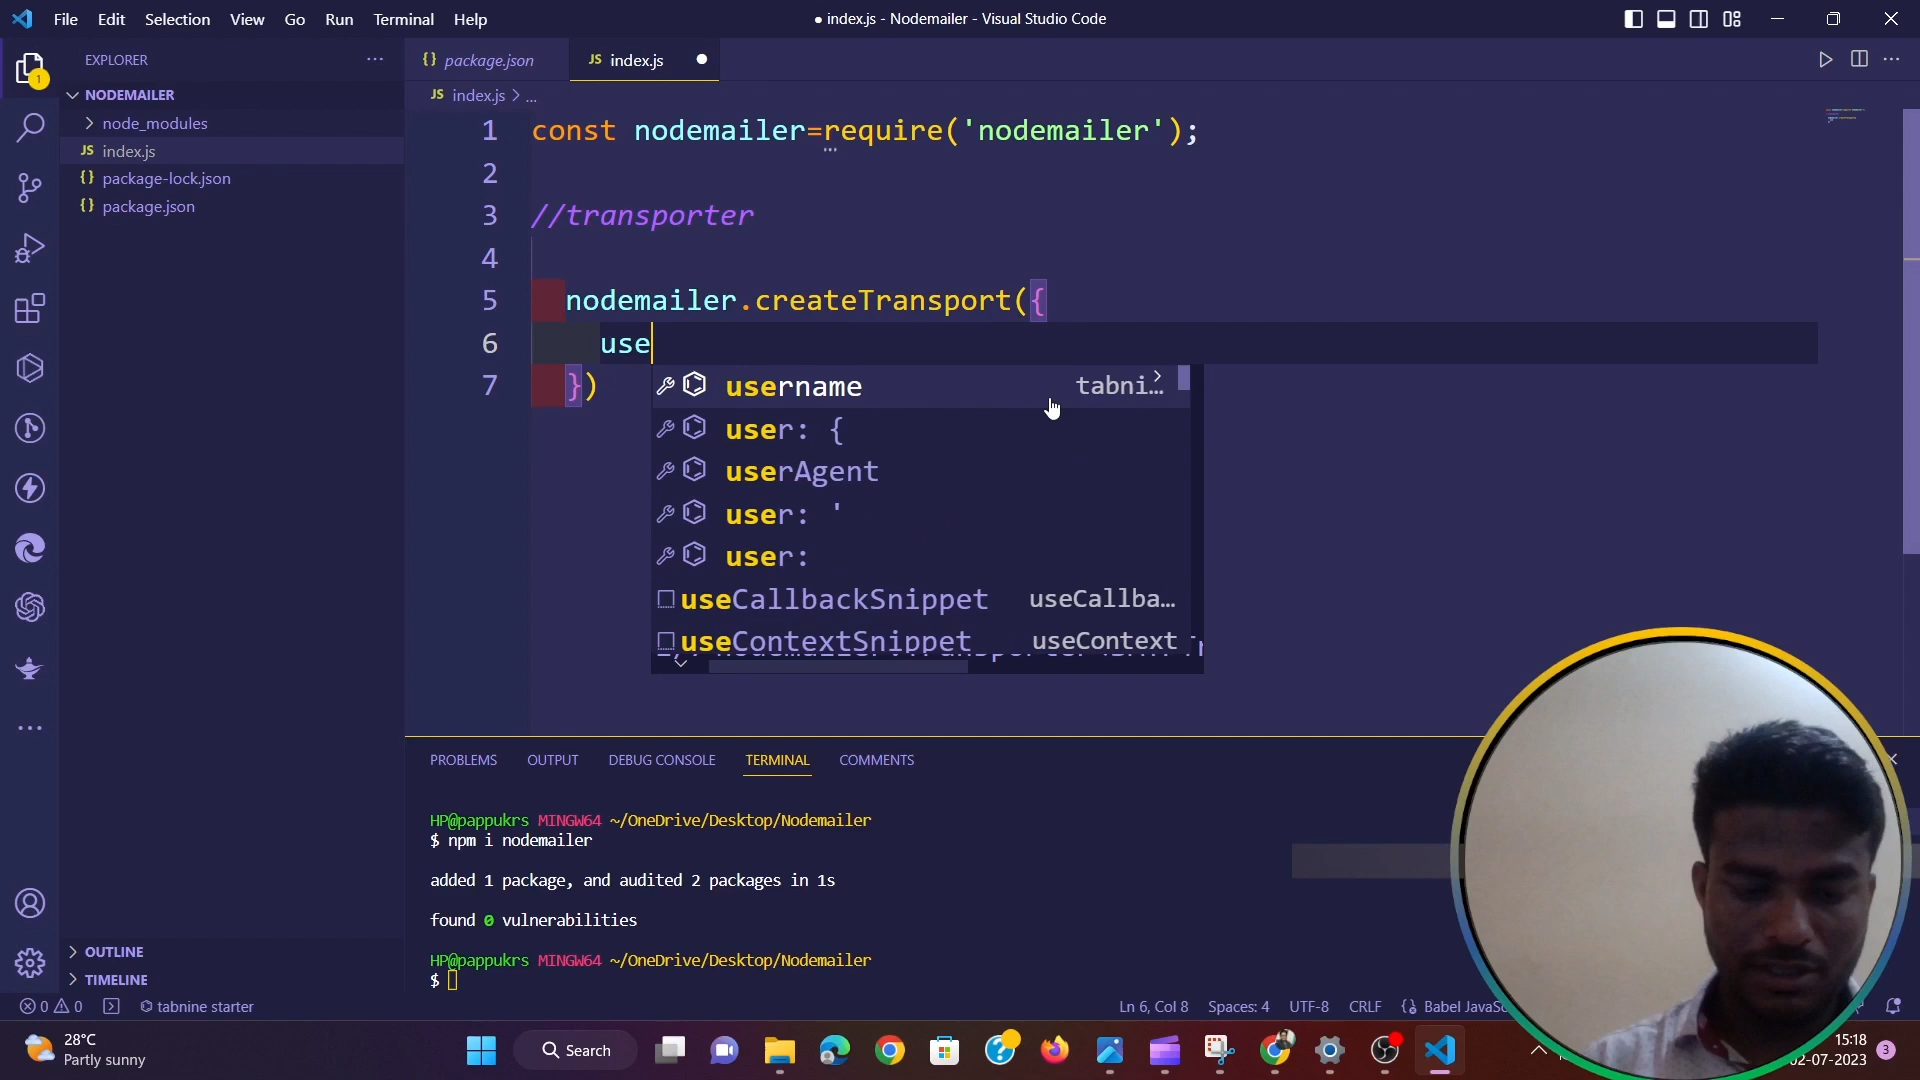 File Edit Selection View Go Run Terminal Help
● index.js - Nodemailer - Visual Studio Code
EXPLORER
1
NODEMAILER
node_modules
JS index.js
{} package-lock.json
{} package.json
OUTLINE
TIMELINE
{} package.json
JS index.js
JS index.js > ...
1 const nodemailer=require('nodemailer');
2
3 //transporter
4
5 nodemailer.createTransport({
6 use
7 })
username tabni...
user: {
userAgent
user: '
user:
useCallbackSnippet useCallba...
useContextSnippet useContext
PROBLEMS OUTPUT DEBUG CONSOLE TERMINAL COMMENTS
HP@pappukrs MINGW64 ~/OneDrive/Desktop/Nodemailer
$ npm i nodemailer
added 1 package, and audited 2 packages in 1s
found 0 vulnerabilities
HP@pappukrs MINGW64 ~/OneDrive/Desktop/Nodemailer
$
0 0 tabnine starter
Ln 6, Col 8 Spaces: 4 UTF-8 CRLF {} Babel
28°C
Partly sunny
Search
15:18
02-07-2023
3